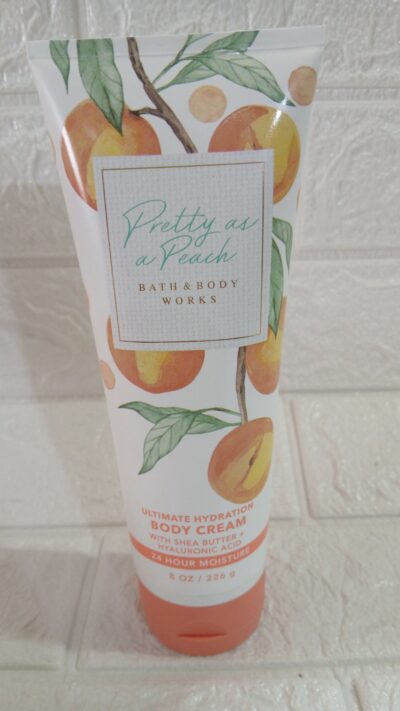 Pretty as
a Peach
BATH & BODY
WORKS
ULTIMATE HYDRATION
BODY CREAM
WITH SHEA BUTTER +
HYALURONIC ACID
24 HOUR MOISTURE
8 OZ / 226 g